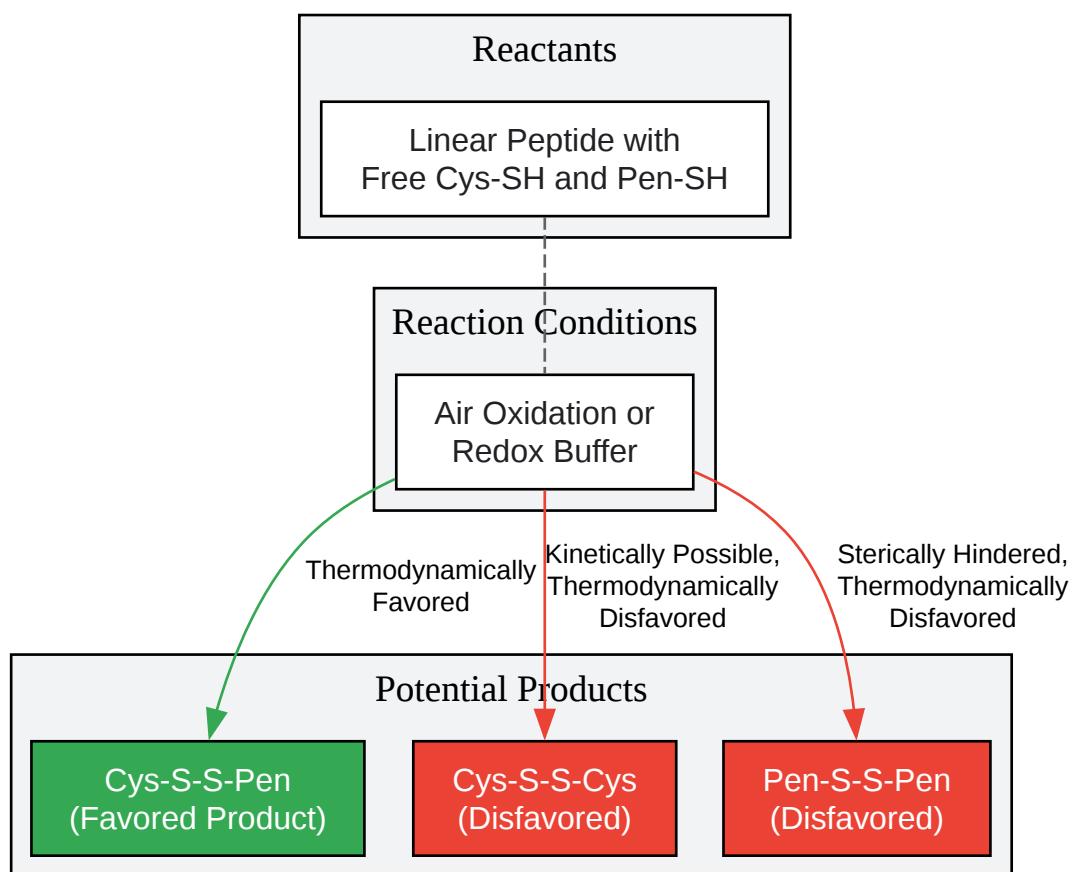 Reactants
Linear Peptide with
Free Cys-SH and Pen-SH
Reaction Conditions
Air Oxidation or
Redox Buffer
Thermodynamically
Favored
Kinetically Possible,
Thermodynamically
Disfavored
Sterically Hindered,
Thermodynamically
Disfavored
Potential Products
Cys-S-S-Pen
(Favored Product)
Cys-S-S-Cys
(Disfavored)
Pen-S-S-Pen
(Disfavored)